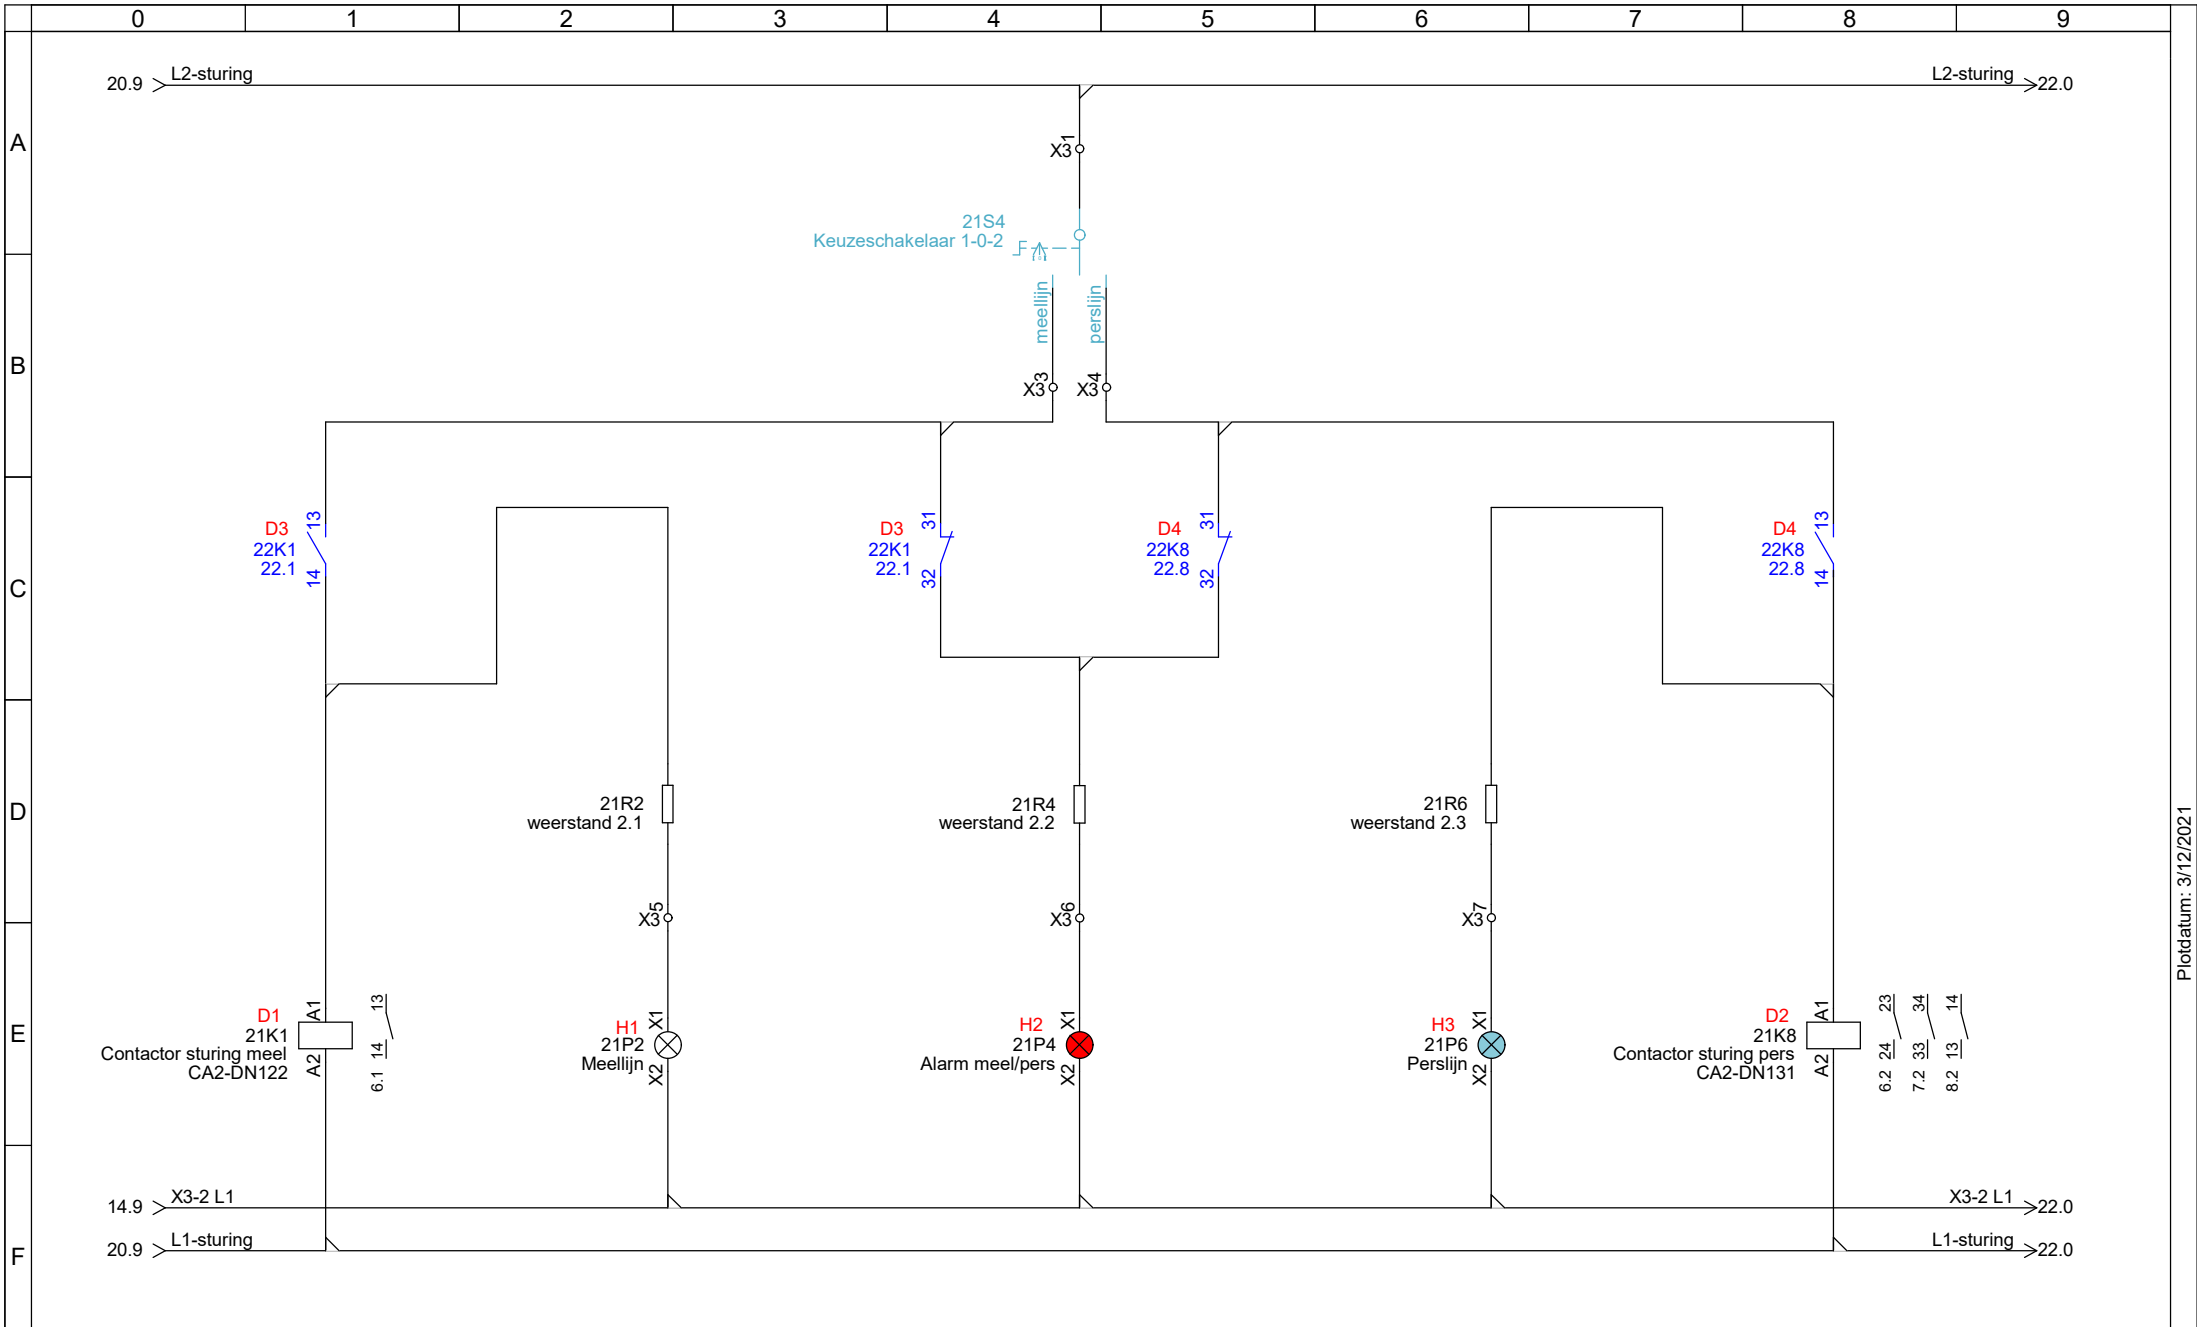 0 1 2 3 4 5 6 7 8 9
A
B
C
D
E
F
20.9 L2-sturing
L2-sturing 22.0
X3 1
21S4
Keuzeschakelaar 1-0-2
meellijn
perslijn
X3 3
X3 4
D3
22K1
22.1
13
14
D3
22K1
22.1
31
32
D4
22K8
22.8
31
32
D4
22K8
22.8
13
14
21R2
weerstand 2.1
21R4
weerstand 2.2
21R6
weerstand 2.3
X3 5
X3 6
X3 7
D1
21K1
Contactor sturing meel
CA2-DN122
A1
A2
13
6.1 14
H1
21P2
Meellijn
X1
X2
H2
21P4
Alarm meel/pers
X1
X2
H3
21P6
Perslijn
X1
X2
D2
21K8
Contactor sturing pers
CA2-DN131
A1
A2
23
6.2 24
34
7.2 33
14
8.2 13
14.9 X3-2 L1
X3-2 L1 22.0
20.9 L1-sturing
L1-sturing 22.0
Plotdatum: 3/12/2021